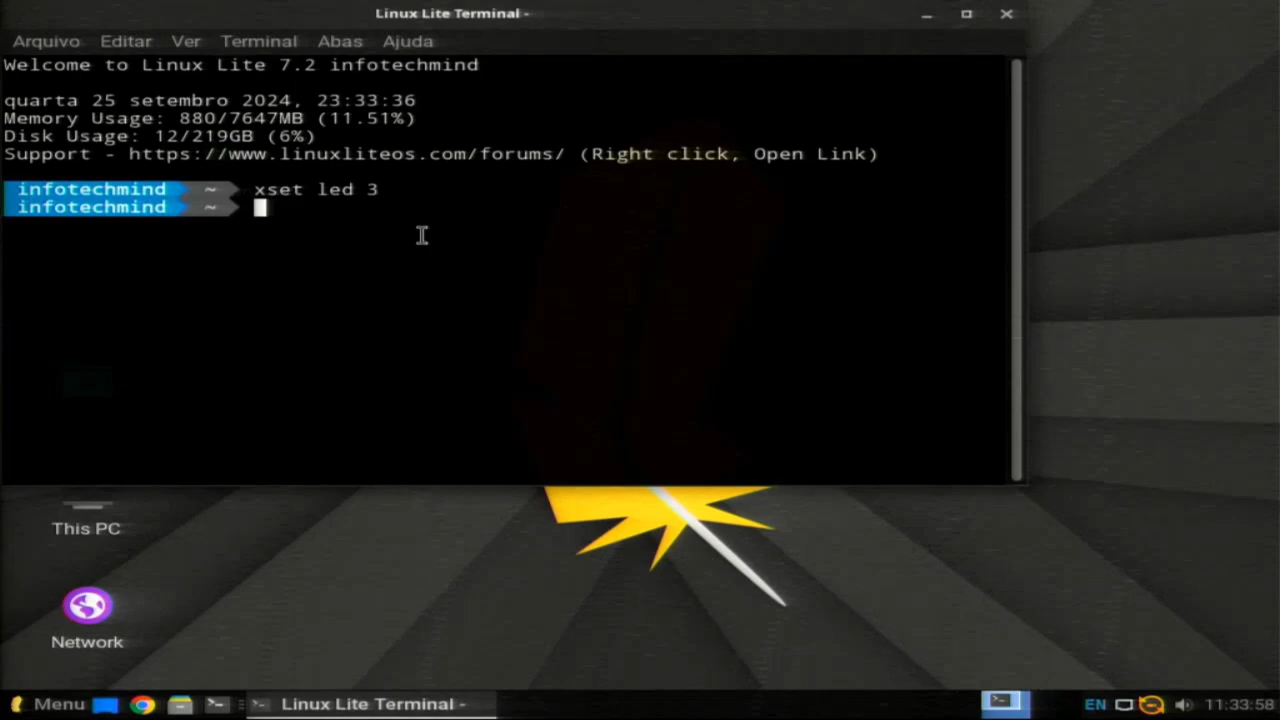 Linux Lite Terminal -
Arquivo Editar Ver Terminal Abas Ajuda
Welcome to Linux Lite 7.2 infotechmind
quarta 25 setembro 2024, 23:33:36
Memory Usage: 880/7647MB (11.51%)
Disk Usage: 12/219GB (6%)
Support - https://www.linuxliteos.com/forums/ (Right click, Open Link)
infotechmind ~ xset led 3
infotechmind ~
This PC
Network
Menu Linux Lite Terminal - EN 11:33:58